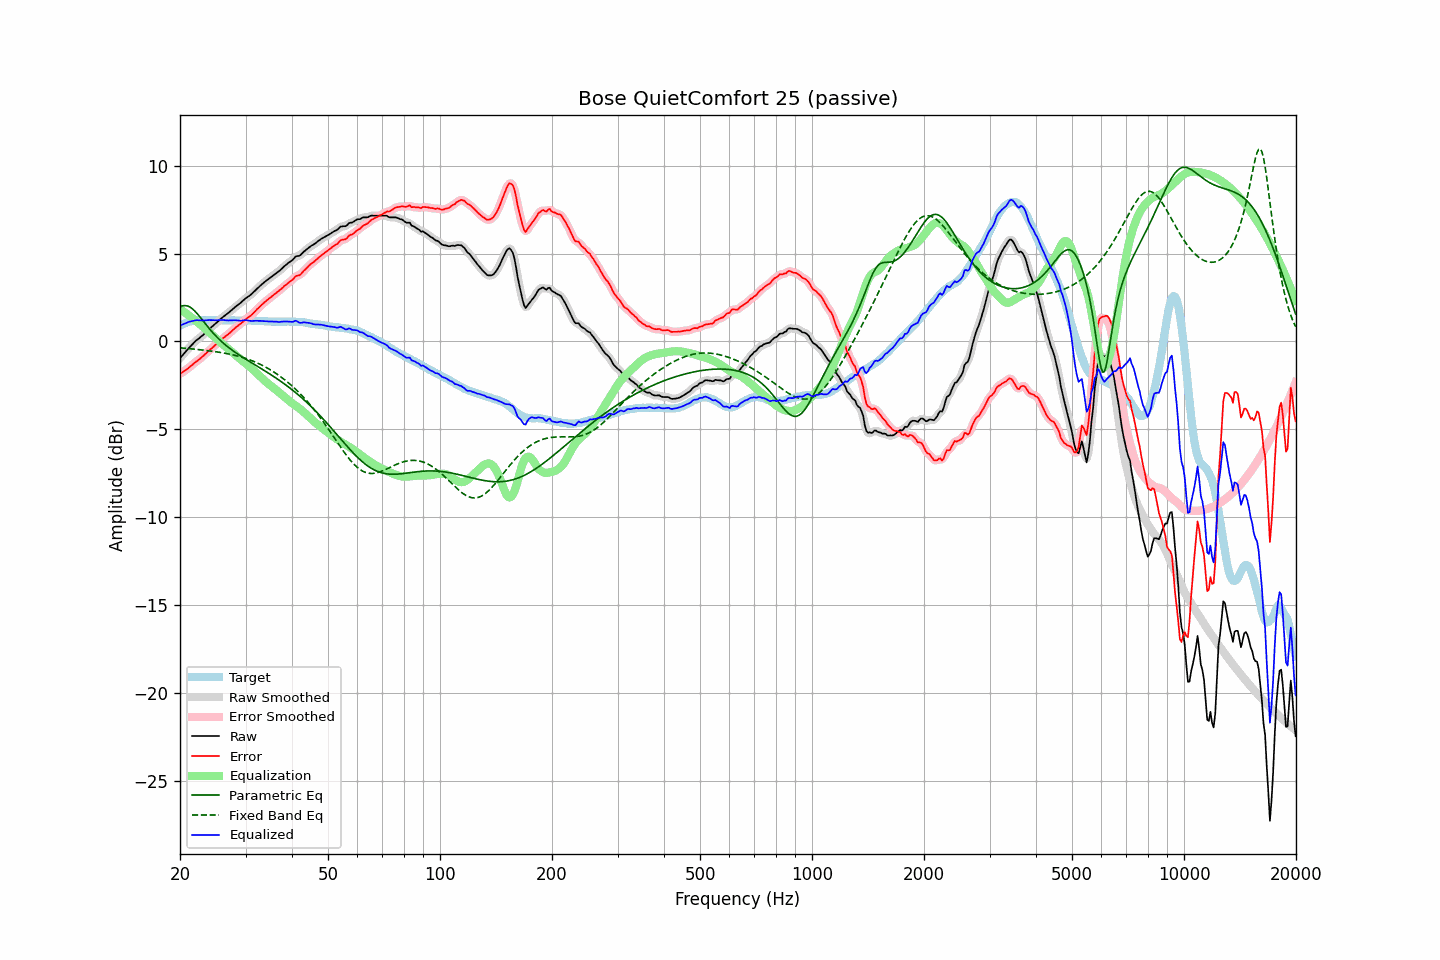 Bose QuietComfort 25 (passive)
Amplitude (dBr)
10
5
0
−5
−10
−15
−20
−25
Target
Raw Smoothed
Error Smoothed
Raw
Error
Equalization
Parametric Eq
Fixed Band Eq
Equalized
20 50 100 200 500 1000 2000 5000 10000 20000
Frequency (Hz)